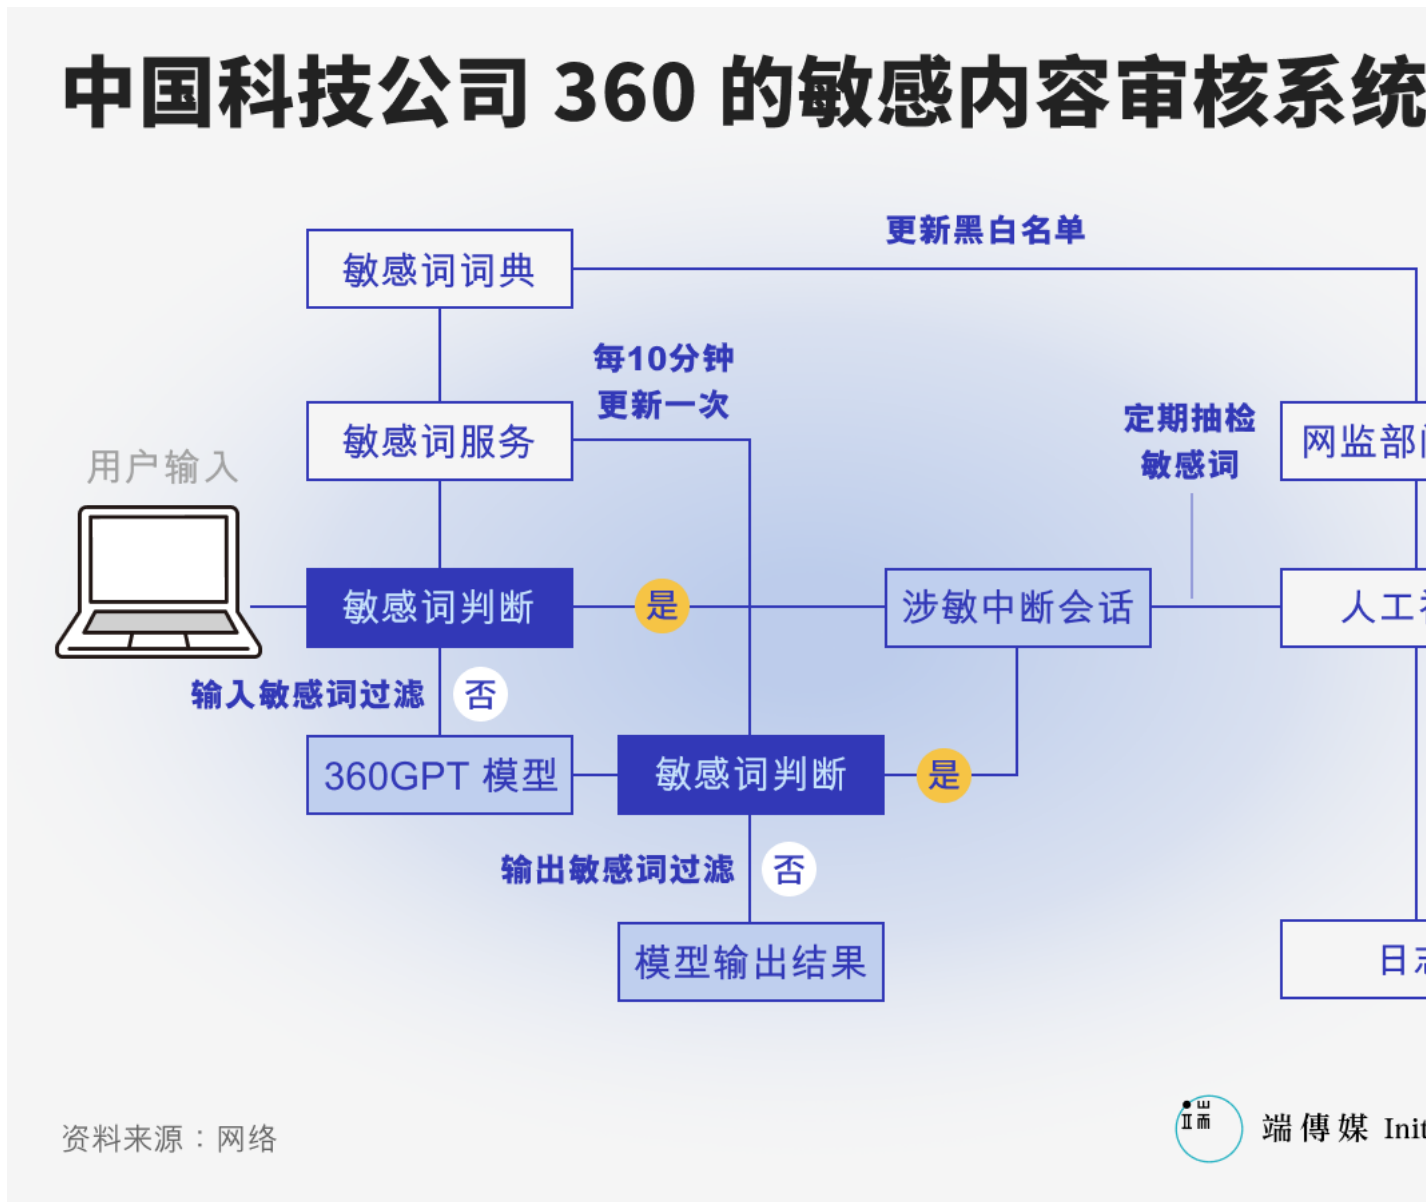 中国科技公司 360 的敏感内容审核系统
更新黑白名单
敏感词词典
每10分钟
更新一次
定期抽检
敏感词
敏感词服务
网监部
用户输入
敏感词判断
是
涉敏中断会话
人工
输入敏感词过滤
否
360GPT 模型
敏感词判断
是
输出敏感词过滤
否
模型输出结果
日
资料来源：网络
端傳媒 Init